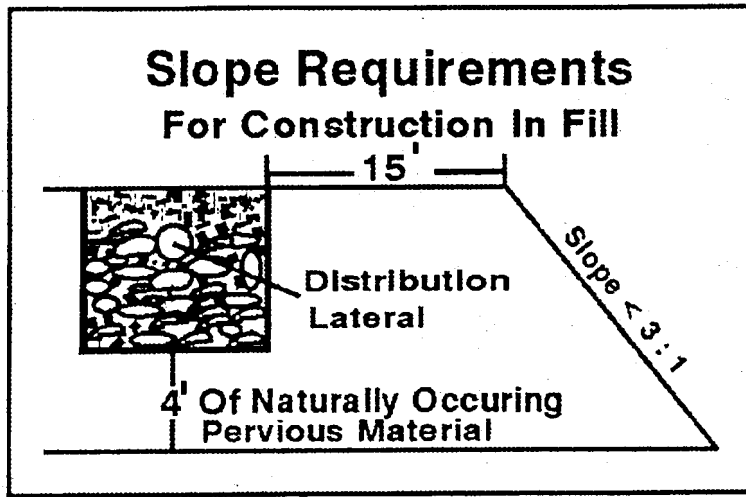 Slope Requirements
For Construction In Fill
15'
Distribution
Lateral
Slope < 3:1
4' Of Naturally Occuring
Pervious Material